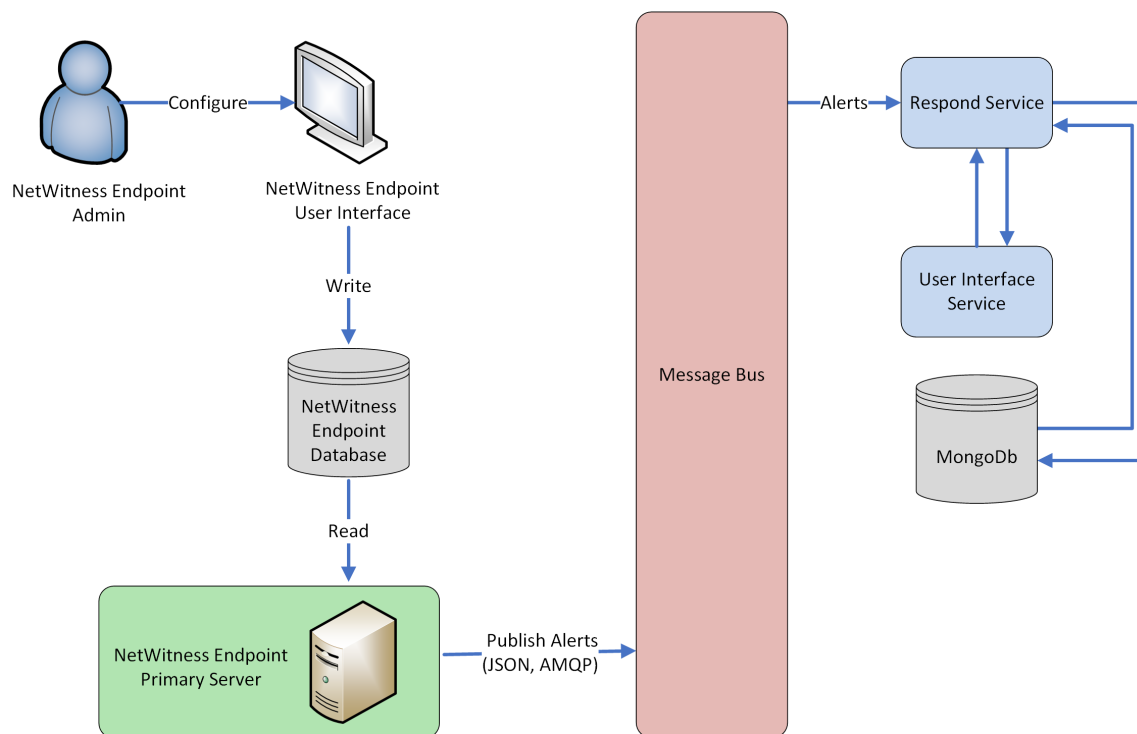 Configure
NetWitness Endpoint
Admin
NetWitness Endpoint
User Interface
Write
NetWitness
Endpoint
Database
Read
NetWitness Endpoint
Primary Server
Publish Alerts
(JSON, AMQP)
Message Bus
Alerts
Respond Service
User Interface
Service
MongoDb